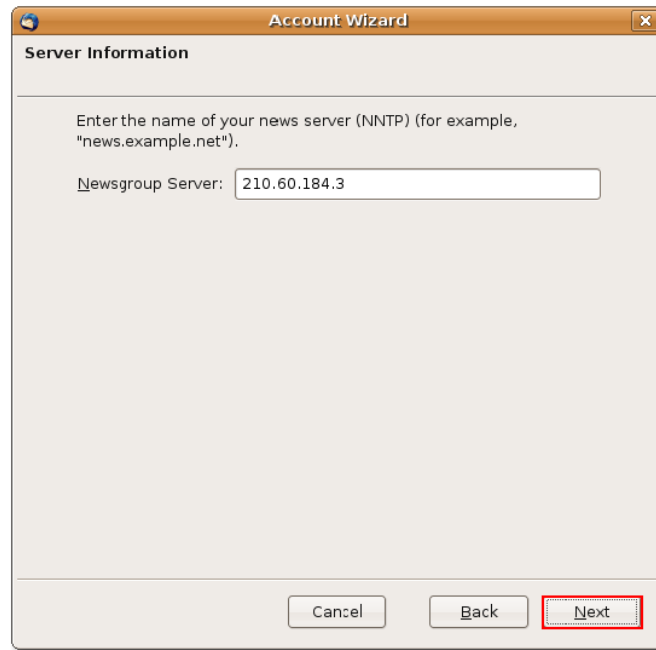 Account Wizard
Server Information
Enter the name of your news server (NNTP) (for example,
"news.example.net").
Newsgroup Server: 210.60.184.3
Cancel Back Next